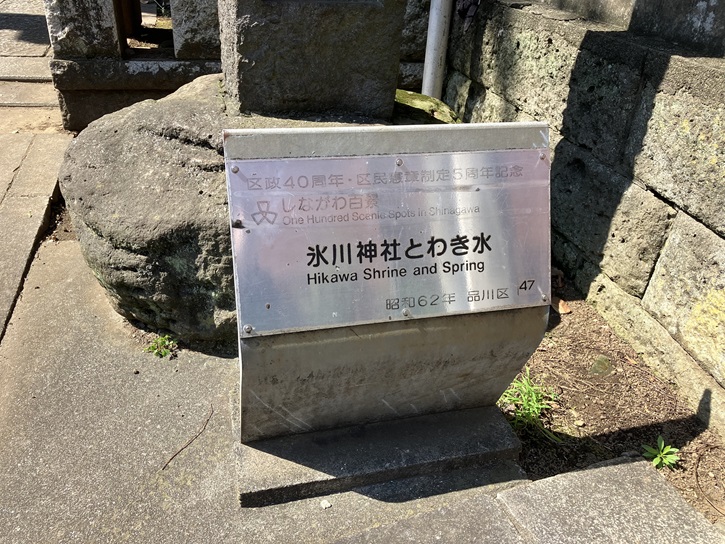 区政40周年・区民憲章制定5周年記念
しながわ百景
One Hundred Scenic Spots in Shinagawa
氷川神社とわき水
Hikawa Shrine and Spring
昭和62年 品川区 47